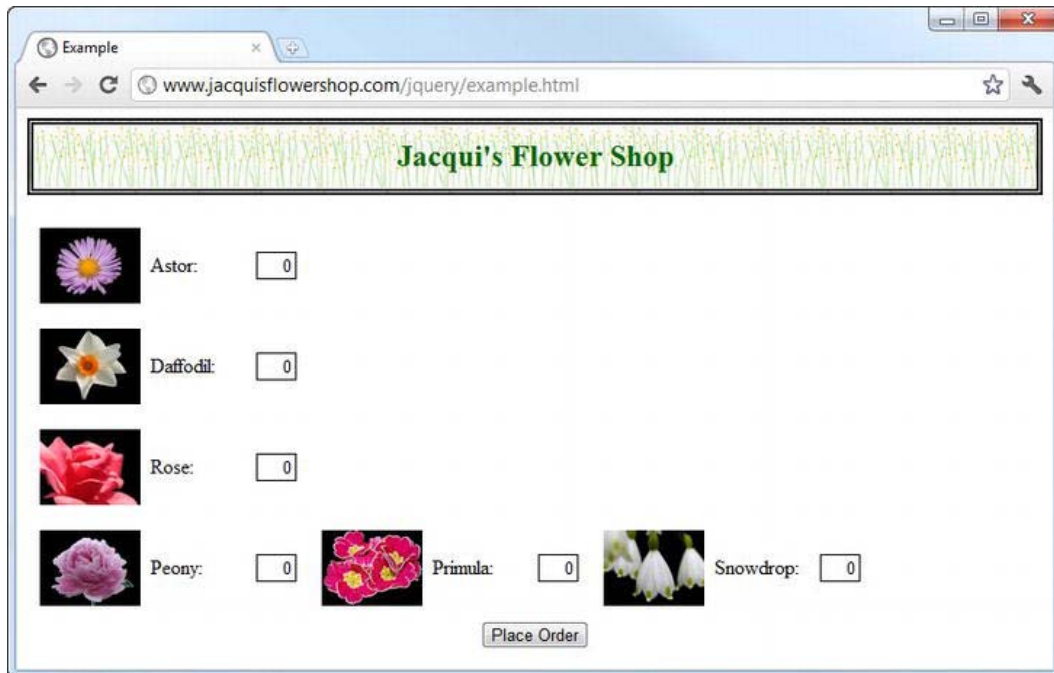 Example
www.jacquisflowershop.com/jquery/example.html
Jacqui's Flower Shop
Astor: 0
Daffodil: 0
Rose: 0
Peony: 0 Primula: 0 Snowdrop: 0
Place Order